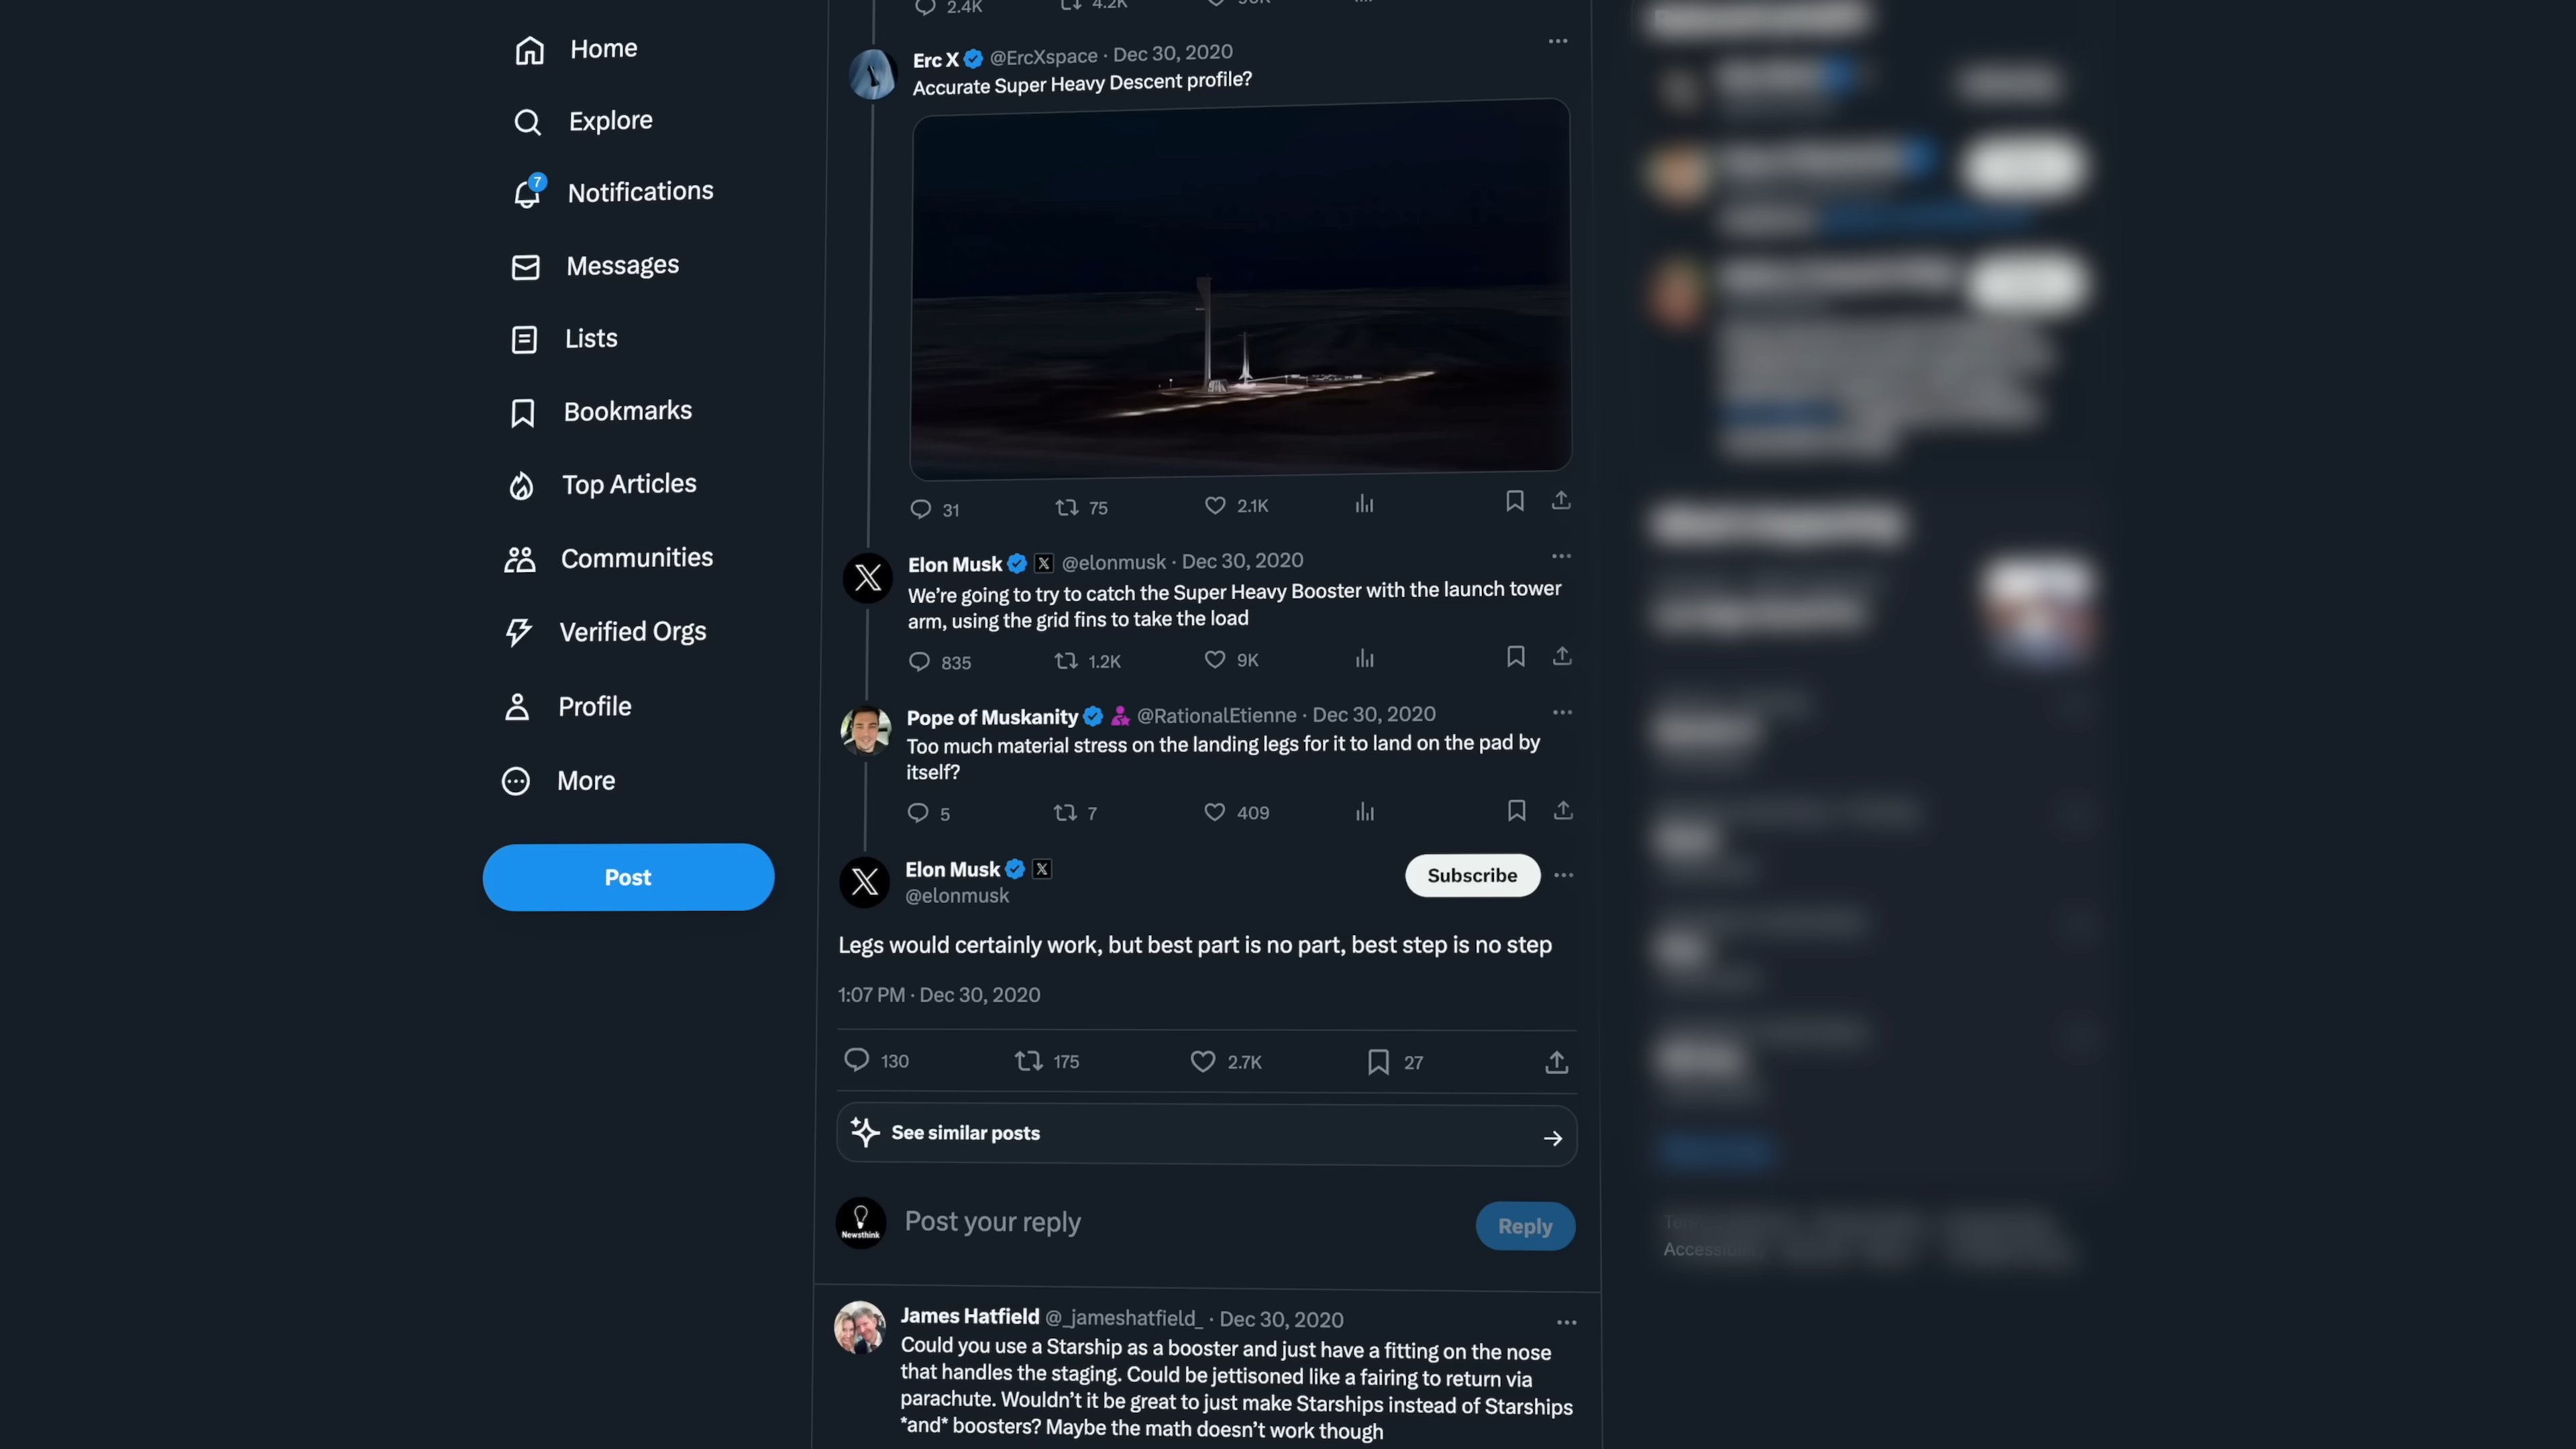 Home
Explore
7
Notifications
Messages
Lists
Bookmarks
Top Articles
Communities
Verified Orgs
Profile
More
Post
2.4K
4.2K
Erc X @ErcXspace · Dec 30, 2020
Accurate Super Heavy Descent profile?
31 75 2.1K
Elon Musk X @elonmusk · Dec 30, 2020
We're going to try to catch the Super Heavy Booster with the launch tower
arm, using the grid fins to take the load
835 1.2K 9K
Pope of Muskanity @RationalEtienne · Dec 30, 2020
Too much material stress on the landing legs for it to land on the pad by
itself?
5 7 409
Elon Musk X
@elonmusk
Subscribe
Legs would certainly work, but best part is no part, best step is no step
1:07 PM · Dec 30, 2020
130 175 2.7K 27
See similar posts
Newsthink
Post your reply
Reply
James Hatfield @_jameshatfield_ · Dec 30, 2020
Could you use a Starship as a booster and just have a fitting on the nose
that handles the staging. Could be jettisoned like a fairing to return via
parachute. Wouldn't it be great to just make Starships instead of Starships
*and* boosters? Maybe the math doesn't work though